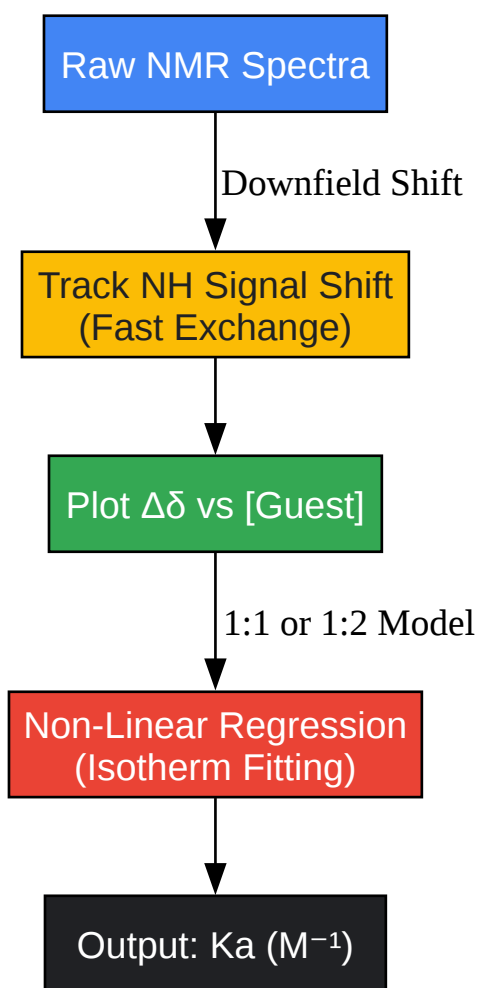 Raw NMR Spectra
Downfield Shift
Track NH Signal Shift
(Fast Exchange)
Plot Δδ vs [Guest]
1:1 or 1:2 Model
Non-Linear Regression
(Isotherm Fitting)
Output: Ka (M⁻¹)